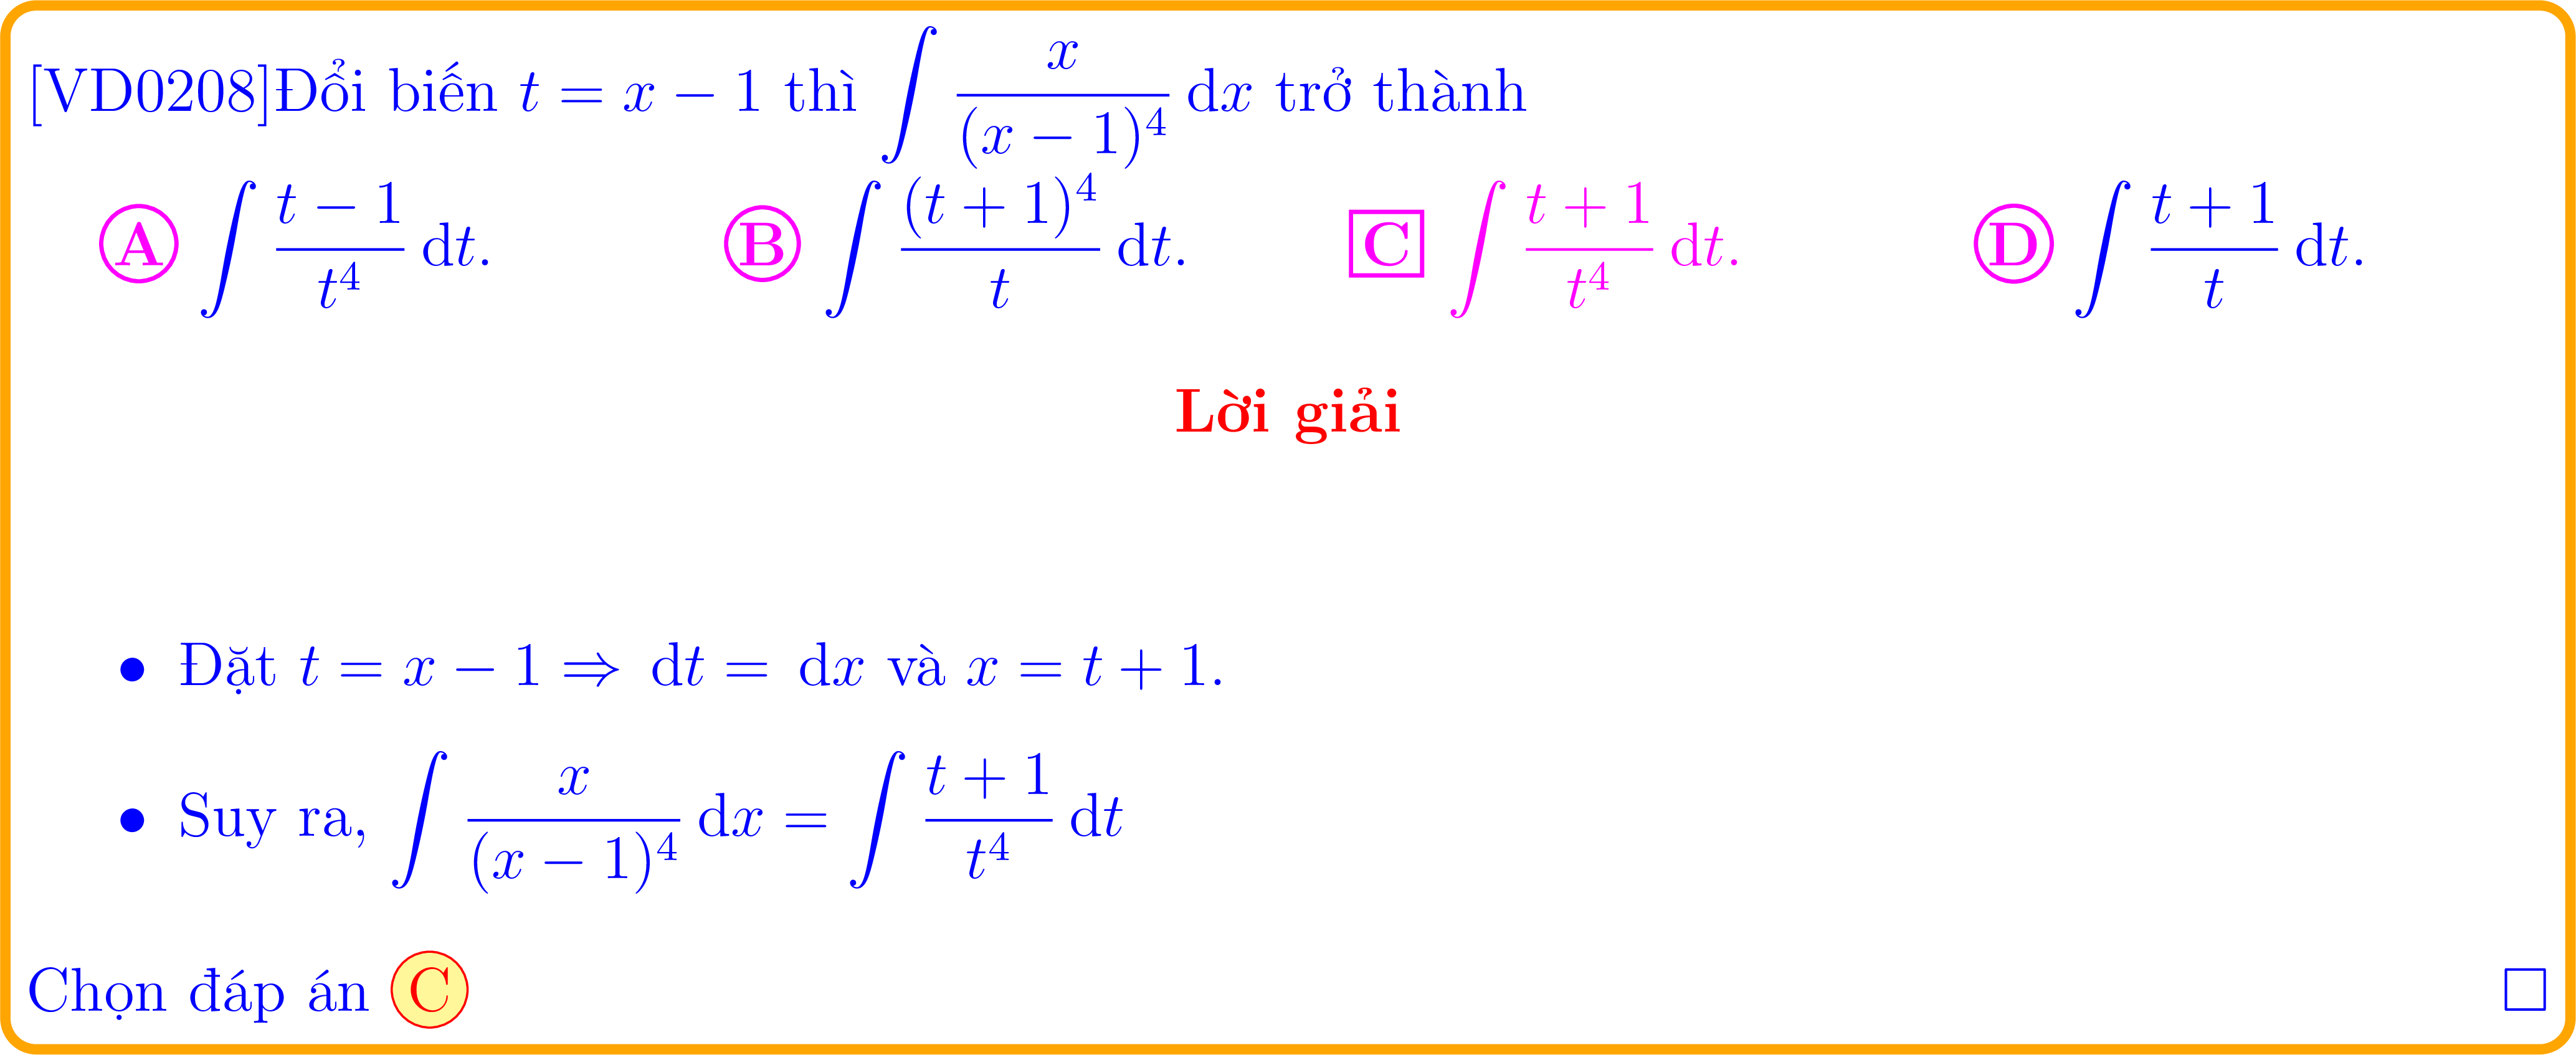 [VD0208]Đổi biến $t = x - 1$ thì $\int \frac{x}{(x-1)^4} \, \mathrm{d}x$ trở thành
A $\int \frac{t-1}{t^4} \, \mathrm{d}t.$ B $\int \frac{(t+1)^4}{t} \, \mathrm{d}t.$ C $\int \frac{t+1}{t^4} \, \mathrm{d}t.$ D $\int \frac{t+1}{t} \, \mathrm{d}t.$
Lời giải
• Đặt $t = x - 1 \Rightarrow \mathrm{d}t = \mathrm{d}x$ và $x = t + 1.$
• Suy ra, $\int \frac{x}{(x-1)^4} \, \mathrm{d}x = \int \frac{t+1}{t^4} \, \mathrm{d}t$
Chọn đáp án C □